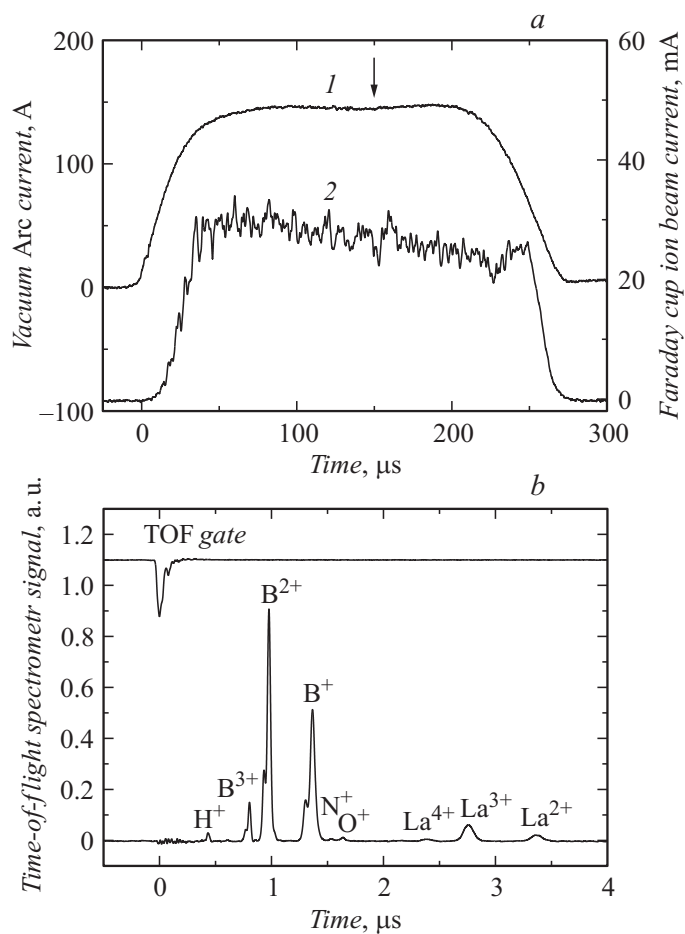 a
200
100
0
−100
Vacuum Arc current, A
60
40
20
0
Faraday cup ion beam current, mA
1
2
0
100
200
300
Time, μs
b
1.2
1.0
0.8
0.6
0.4
0.2
0
Time-of-flight spectrometr signal, a.u.
TOF gate
B²⁺
B⁺
B³⁺
H⁺
N⁺
O⁺
La⁴⁺
La³⁺
La²⁺
0
1
2
3
4
Time, μs